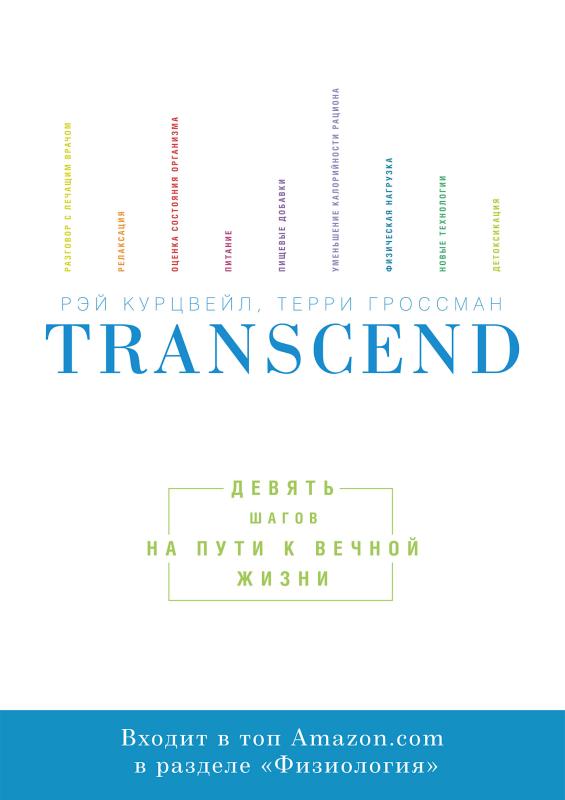 РАЗГОВОР С ЛЕЧАЩИМ ВРАЧОМ
РЕЛАКСАЦИЯ
ОЦЕНКА СОСТОЯНИЯ ОРГАНИЗМА
ПИТАНИЕ
ПИЩЕВЫЕ ДОБАВКИ
УМЕНЬШЕНИЕ КАЛОРИЙНОСТИ РАЦИОНА
ФИЗИЧЕСКАЯ НАГРУЗКА
НОВЫЕ ТЕХНОЛОГИИ
ДЕТОКСИКАЦИЯ
РЭЙ КУРЦВЕЙЛ, ТЕРРИ ГРОССМАН
TRANSCEND
ДЕВЯТЬ
ШАГОВ
НА ПУТИ К ВЕЧНОЙ
ЖИЗНИ
Входит в топ Amazon.com
в разделе «Физиология»